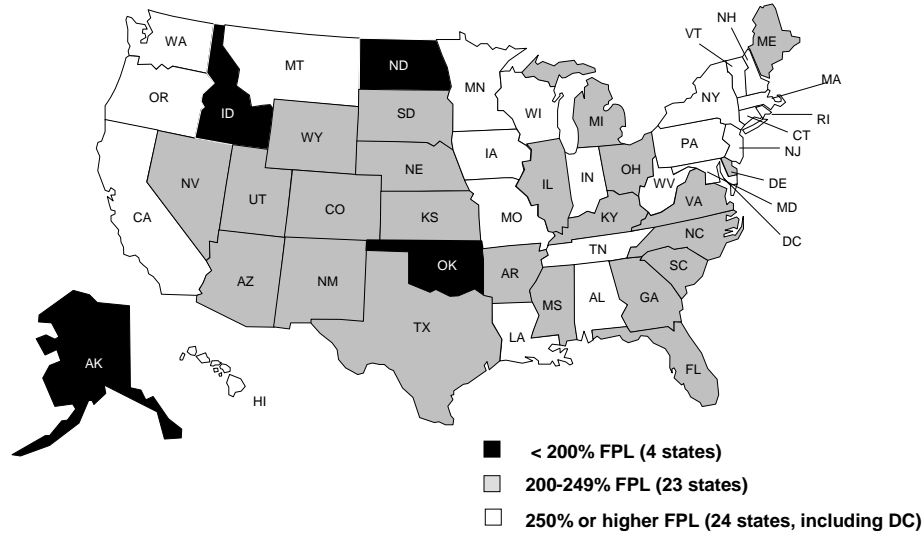 WA
MT
ND
MN
OR
ID
SD
WI
WY
NE
IA
NV
UT
CO
KS
CA
MO
IL
IN
OH
MI
KY
WV
PA
NY
VT
NH
ME
MA
RI
CT
NJ
DE
MD
DC
VA
NC
TN
SC
GA
AL
MS
AR
OK
TX
LA
FL
AZ
NM
AK
HI
< 200% FPL (4 states)
200-249% FPL (23 states)
250% or higher FPL (24 states, including DC)